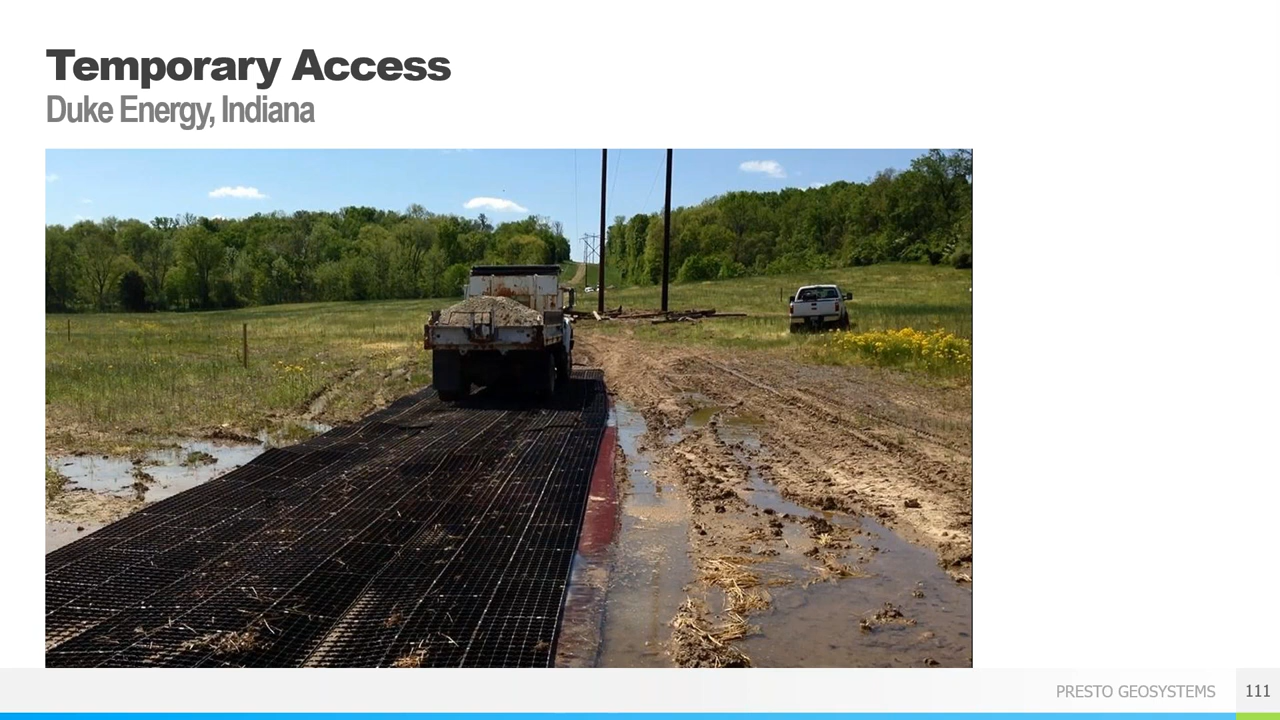 Temporary Access
Duke Energy, Indiana
PRESTO GEOSYSTEMS
111